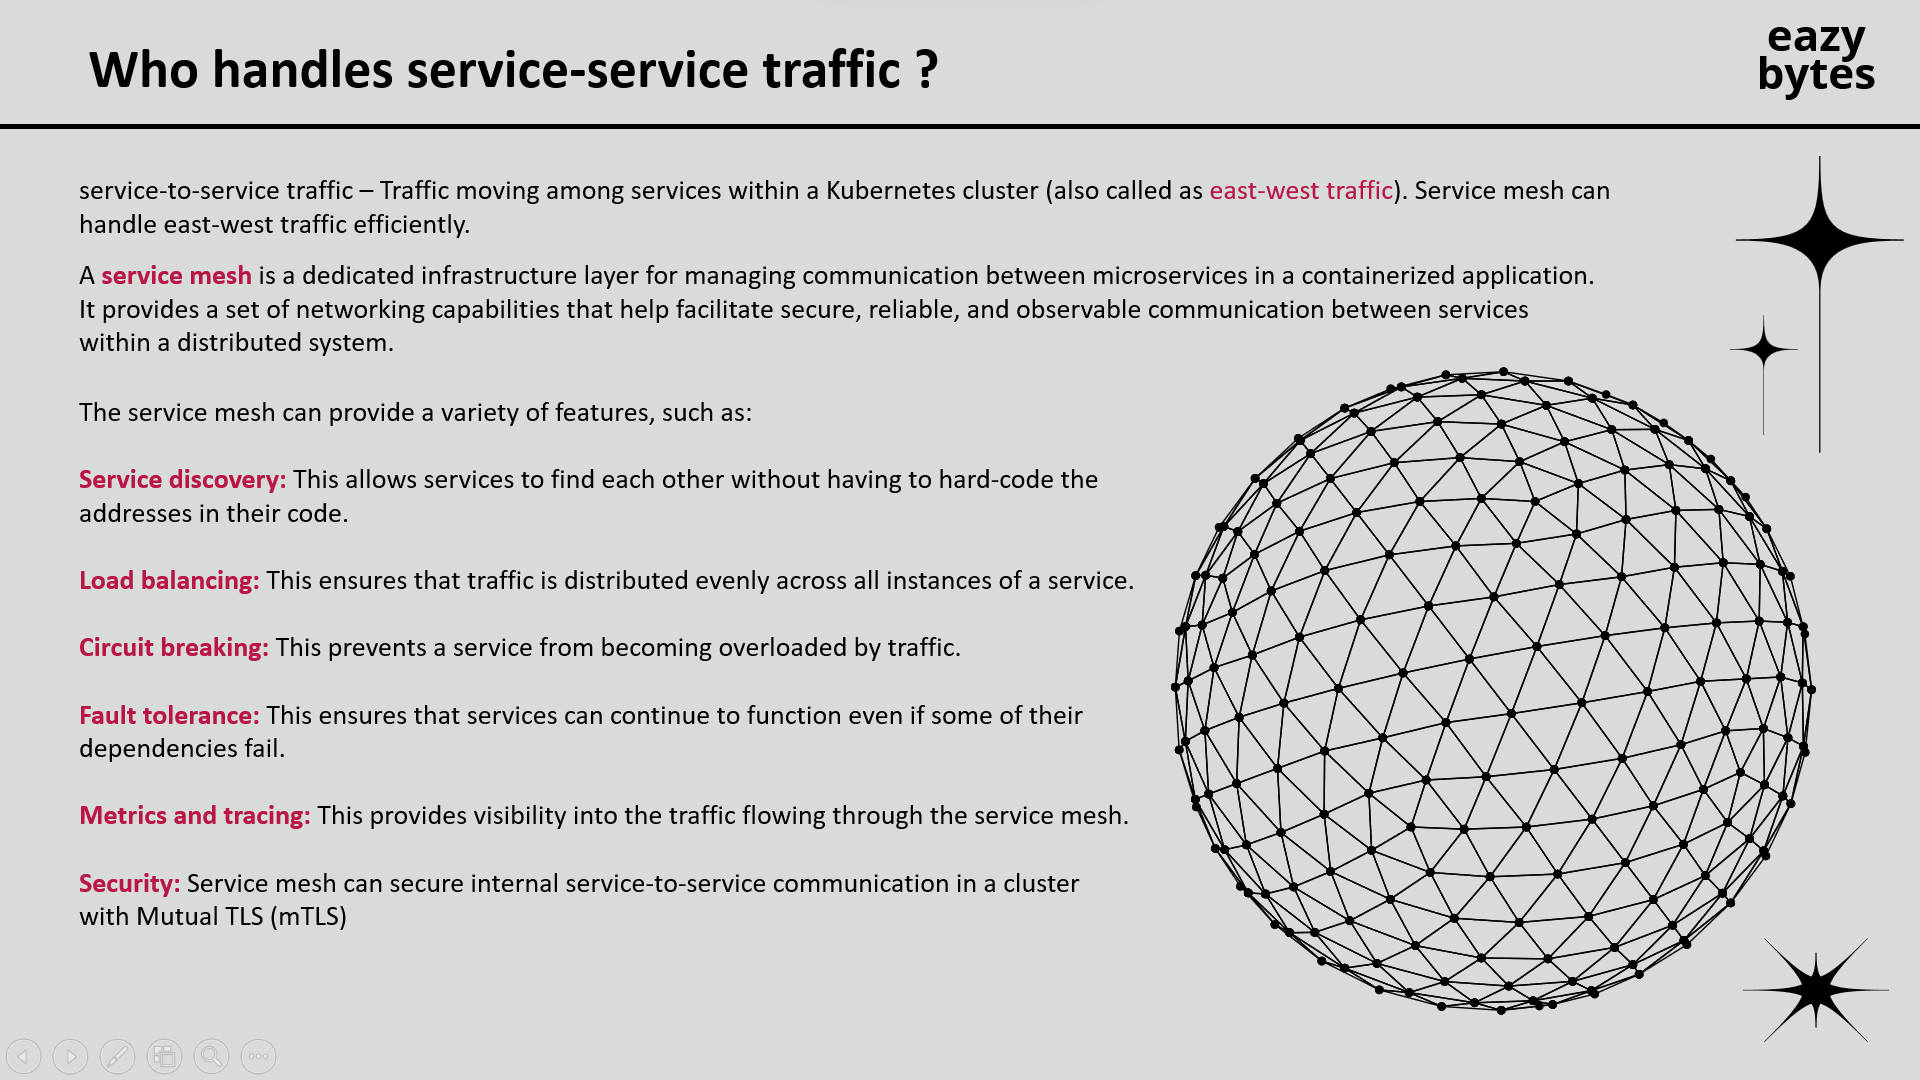 Who handles service-service traffic ?
eazy
bytes
service-to-service traffic – Traffic moving among services within a Kubernetes cluster (also called as east-west traffic). Service mesh can
handle east-west traffic efficiently.
A service mesh is a dedicated infrastructure layer for managing communication between microservices in a containerized application.
It provides a set of networking capabilities that help facilitate secure, reliable, and observable communication between services
within a distributed system.
The service mesh can provide a variety of features, such as:
Service discovery: This allows services to find each other without having to hard-code the
addresses in their code.
Load balancing: This ensures that traffic is distributed evenly across all instances of a service.
Circuit breaking: This prevents a service from becoming overloaded by traffic.
Fault tolerance: This ensures that services can continue to function even if some of their
dependencies fail.
Metrics and tracing: This provides visibility into the traffic flowing through the service mesh.
Security: Service mesh can secure internal service-to-service communication in a cluster
with Mutual TLS (mTLS)